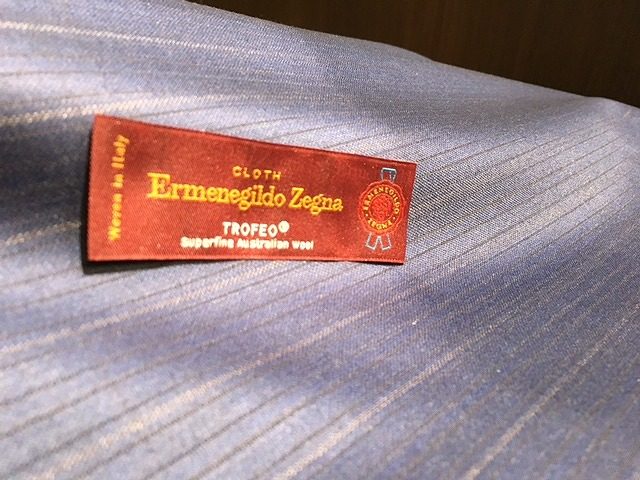 Woven in Italy
CLOTH
Ermenegildo Zegna
TROFEO®
Superfine Australian wool
ERMENEGILDO
ZEGNA